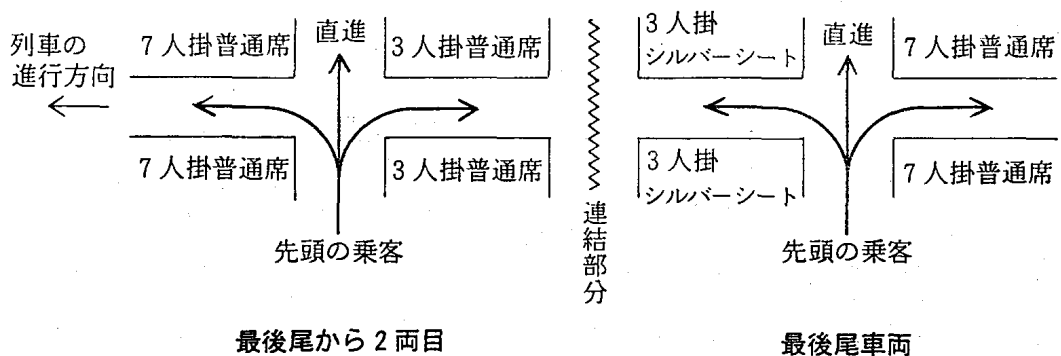 列車の
進行方向
7人掛普通席
直進
3人掛普通席
7人掛普通席
3人掛普通席
先頭の乗客
最後尾から2両目
連結部分
3人掛
シルバーシート
直進
7人掛普通席
3人掛
シルバーシート
7人掛普通席
先頭の乗客
最後尾車両